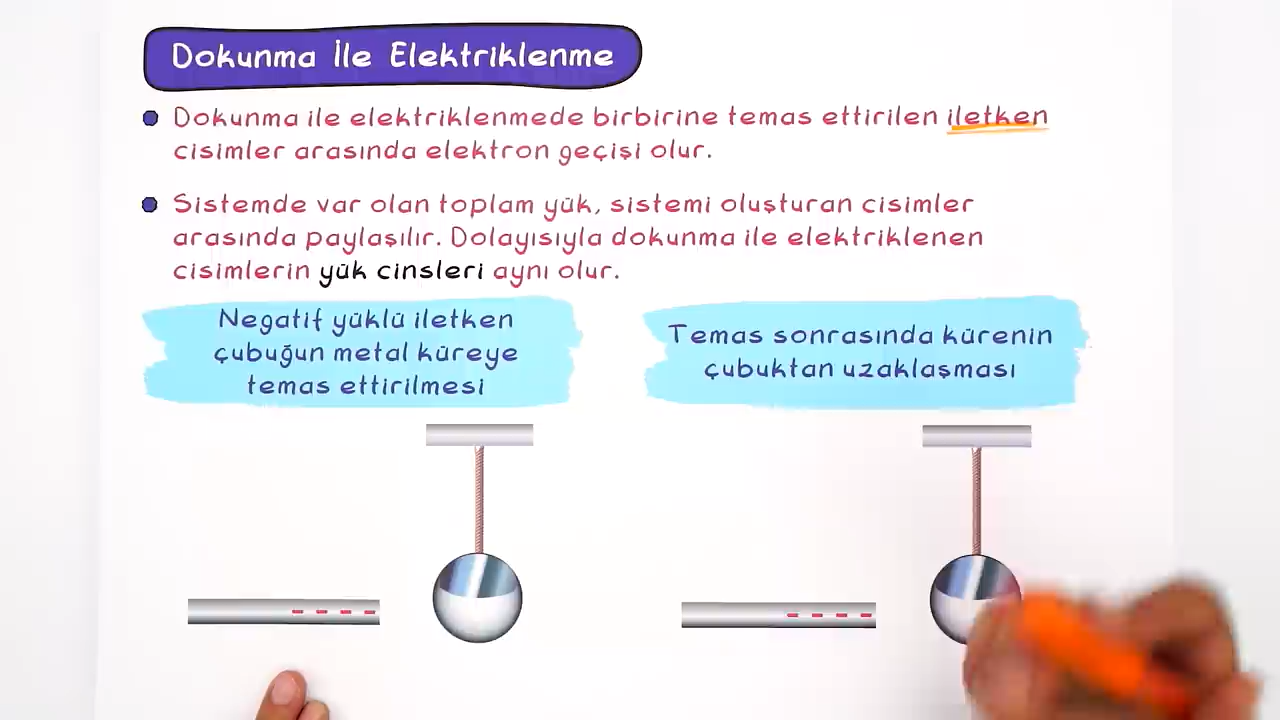 Dokunma İle Elektriklenme
Dokunma ile elektriklenmede birbirine temas ettirilen iletken
cisimler arasında elektron geçişi olur.
Sistemde var olan toplam yük, sistemi oluşturan cisimler
arasında paylaşılır. Dolayısıyla dokunma ile elektriklenen
cisimlerin yük cinsleri aynı olur.
Negatif yüklü iletken
çubuğun metal küreye
temas ettirilmesi
Temas sonrasında kürenin
çubuktan uzaklaşması